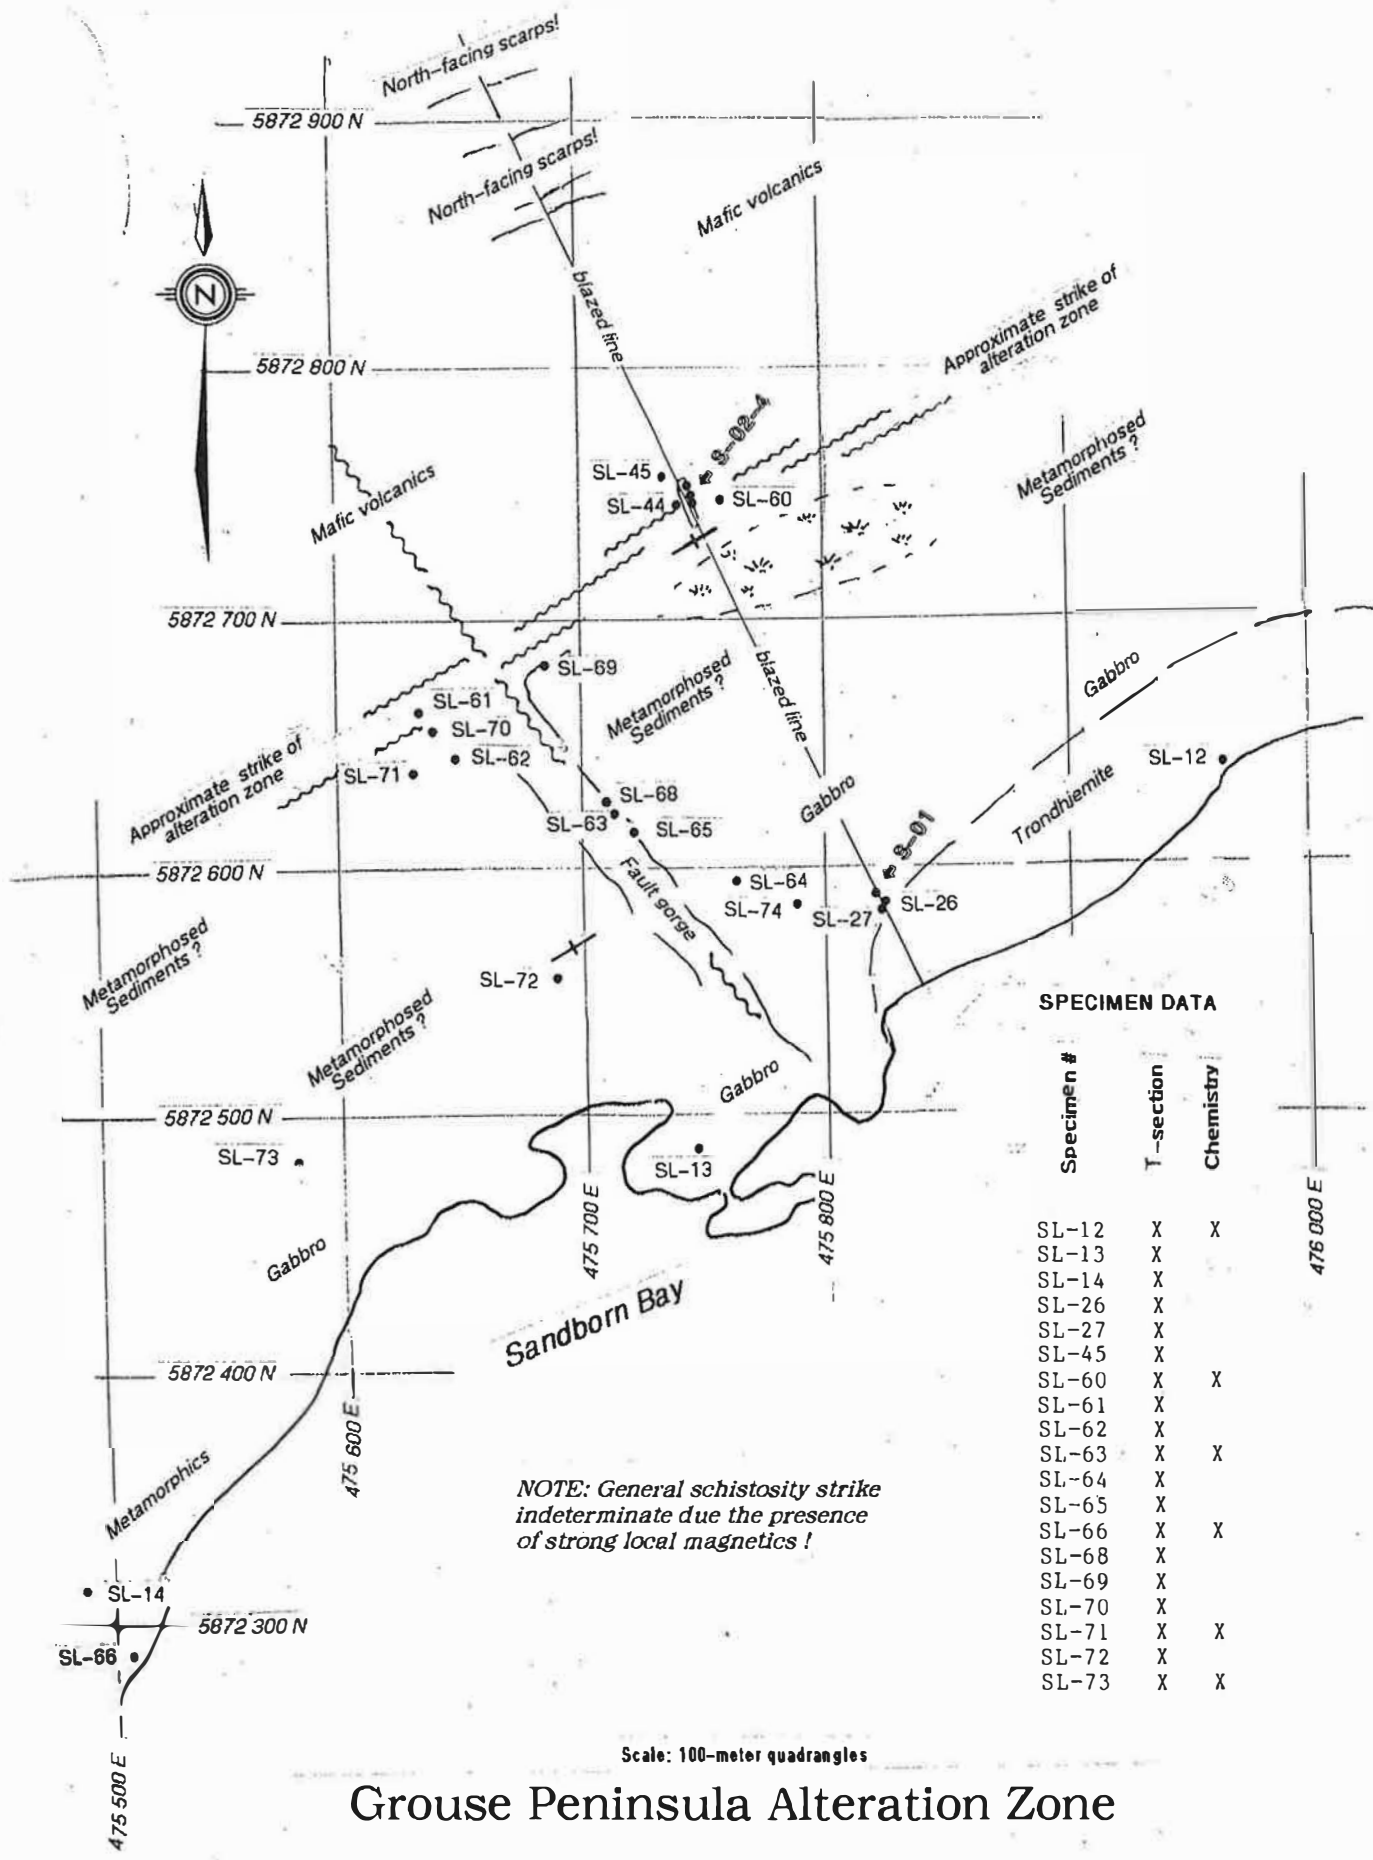 North-facing scarps!
5872 900 N
North-facing scarps!
Mafic volcanics
N
blazed line
Approximate strike of
alteration zone
5872 800 N
S-02-4
SL-45
SL-44
SL-60
Metamorphosed
Sediments ?
Mafic volcanics
5872 700 N
SL-69
Metamorphosed
Sediments ?
blazed line
Gabbro
SL-61
SL-70
SL-62
SL-71
SL-12
Approximate strike of
alteration zone
SL-68
SL-63
SL-65
Gabbro
Trondhjemite
S-01
5872 600 N
Fault gorge
SL-64
SL-74
SL-27
SL-26
Metamorphosed
Sediments ?
SL-72
Metamorphosed
Sediments ?
Gabbro
5872 500 N
SL-73
SL-13
475 700 E
475 800 E
476 000 E
Gabbro
Sandborn Bay
5872 400 N
475 600 E
Metamorphics
SL-14
5872 300 N
SL-66
475 500 E
SPECIMEN DATA
Specimen # T-section Chemistry
SL-12 X X
SL-13 X
SL-14 X
SL-26 X
SL-27 X
SL-45 X
SL-60 X X
SL-61 X
SL-62 X
SL-63 X X
SL-64 X
SL-65 X
SL-66 X X
SL-68 X
SL-69 X
SL-70 X
SL-71 X X
SL-72 X
SL-73 X X
NOTE: General schistosity strike
indeterminate due the presence
of strong local magnetics !
Scale: 100-meter quadrangles
Grouse Peninsula Alteration Zone